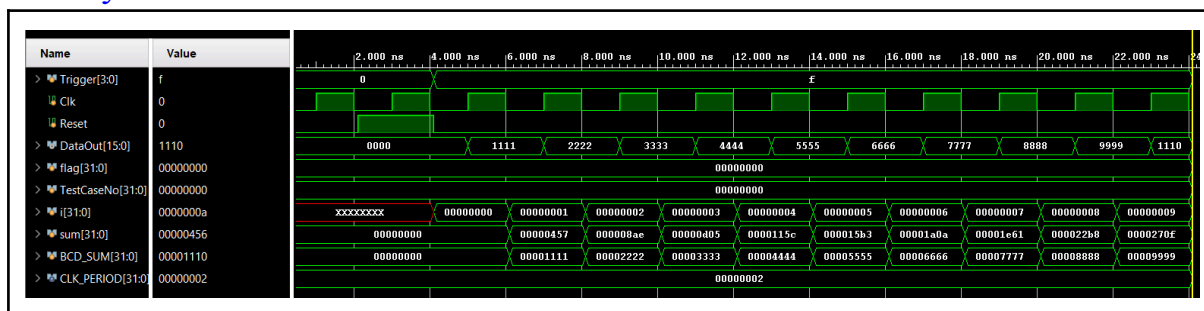 Name Value 2.000 ns 4.000 ns 6.000 ns 8.000 ns 10.000 ns 12.000 ns 14.000 ns 16.000 ns 18.000 ns 20.000 ns 22.000 ns
Trigger[3:0] f 0 f
Clk 0
Reset 0
DataOut[15:0] 1110 0000 1111 2222 3333 4444 5555 6666 7777 8888 9999 1110
flag[31:0] 00000000 00000000
TestCaseNo[31:0] 00000000 00000000
i[31:0] 0000000a XXXXXXXX 00000000 00000001 00000002 00000003 00000004 00000005 00000006 00000007 00000008 00000009
sum[31:0] 00000456 00000000 00000457 000008ae 00000d05 0000115c 000015b3 00001a0a 00001e61 000022b8 0000270f
BCD_SUM[31:0] 00001110 00000000 00001111 00002222 00003333 00004444 00005555 00006666 00007777 00008888 00009999
CLK_PERIOD[31:0] 00000002 00000002